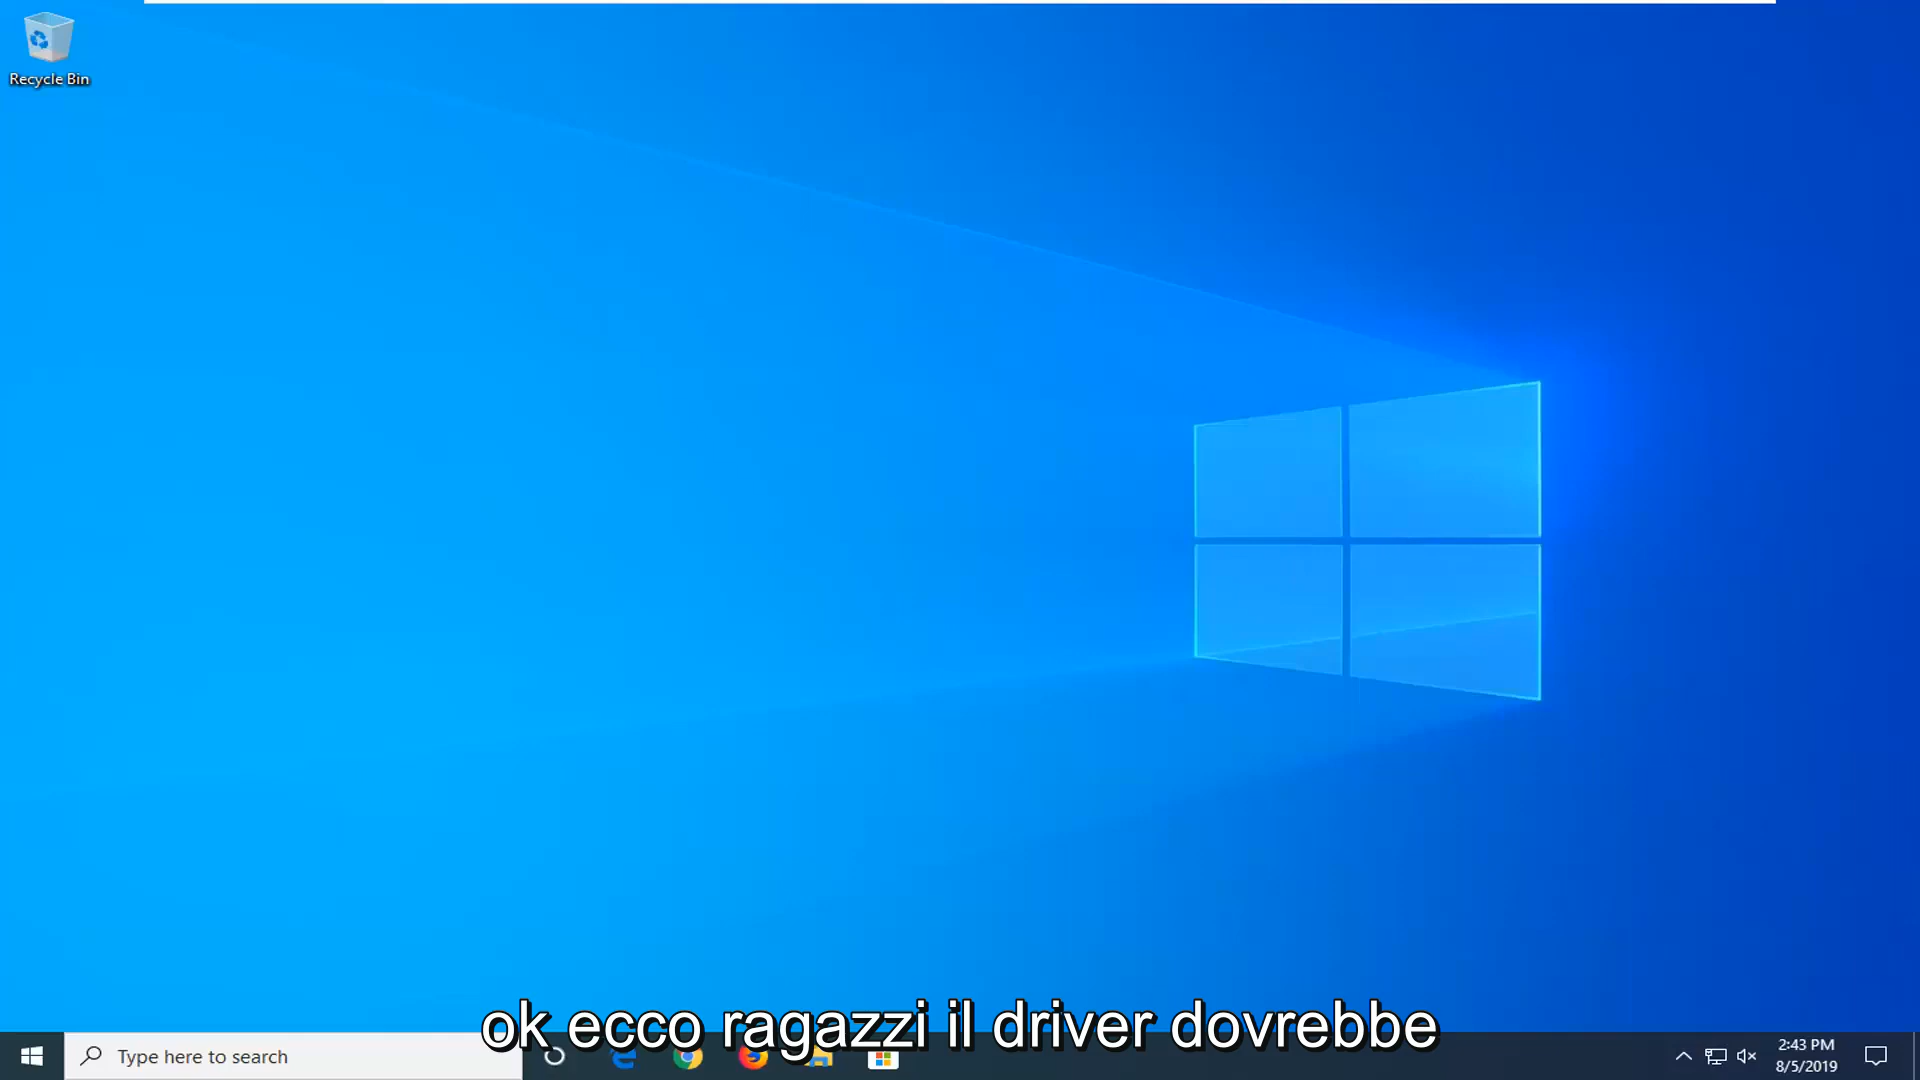 Recycle Bin
ok ecco ragazzi il driver dovrebbe
Type here to search
2:43 PM
8/5/2019